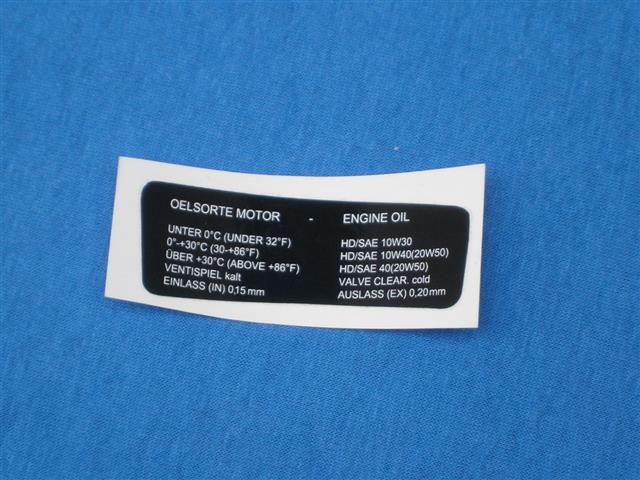 OELSORTE MOTOR - ENGINE OIL
UNTER 0°C (UNDER 32°F) HD/SAE 10W30
0°-+30°C (30-+86°F) HD/SAE 10W40(20W50)
ÜBER +30°C (ABOVE +86°F) HD/SAE 40(20W50)
VENTISPIEL kalt VALVE CLEAR. cold
EINLASS (IN) 0,15mm AUSLASS (EX) 0,20mm